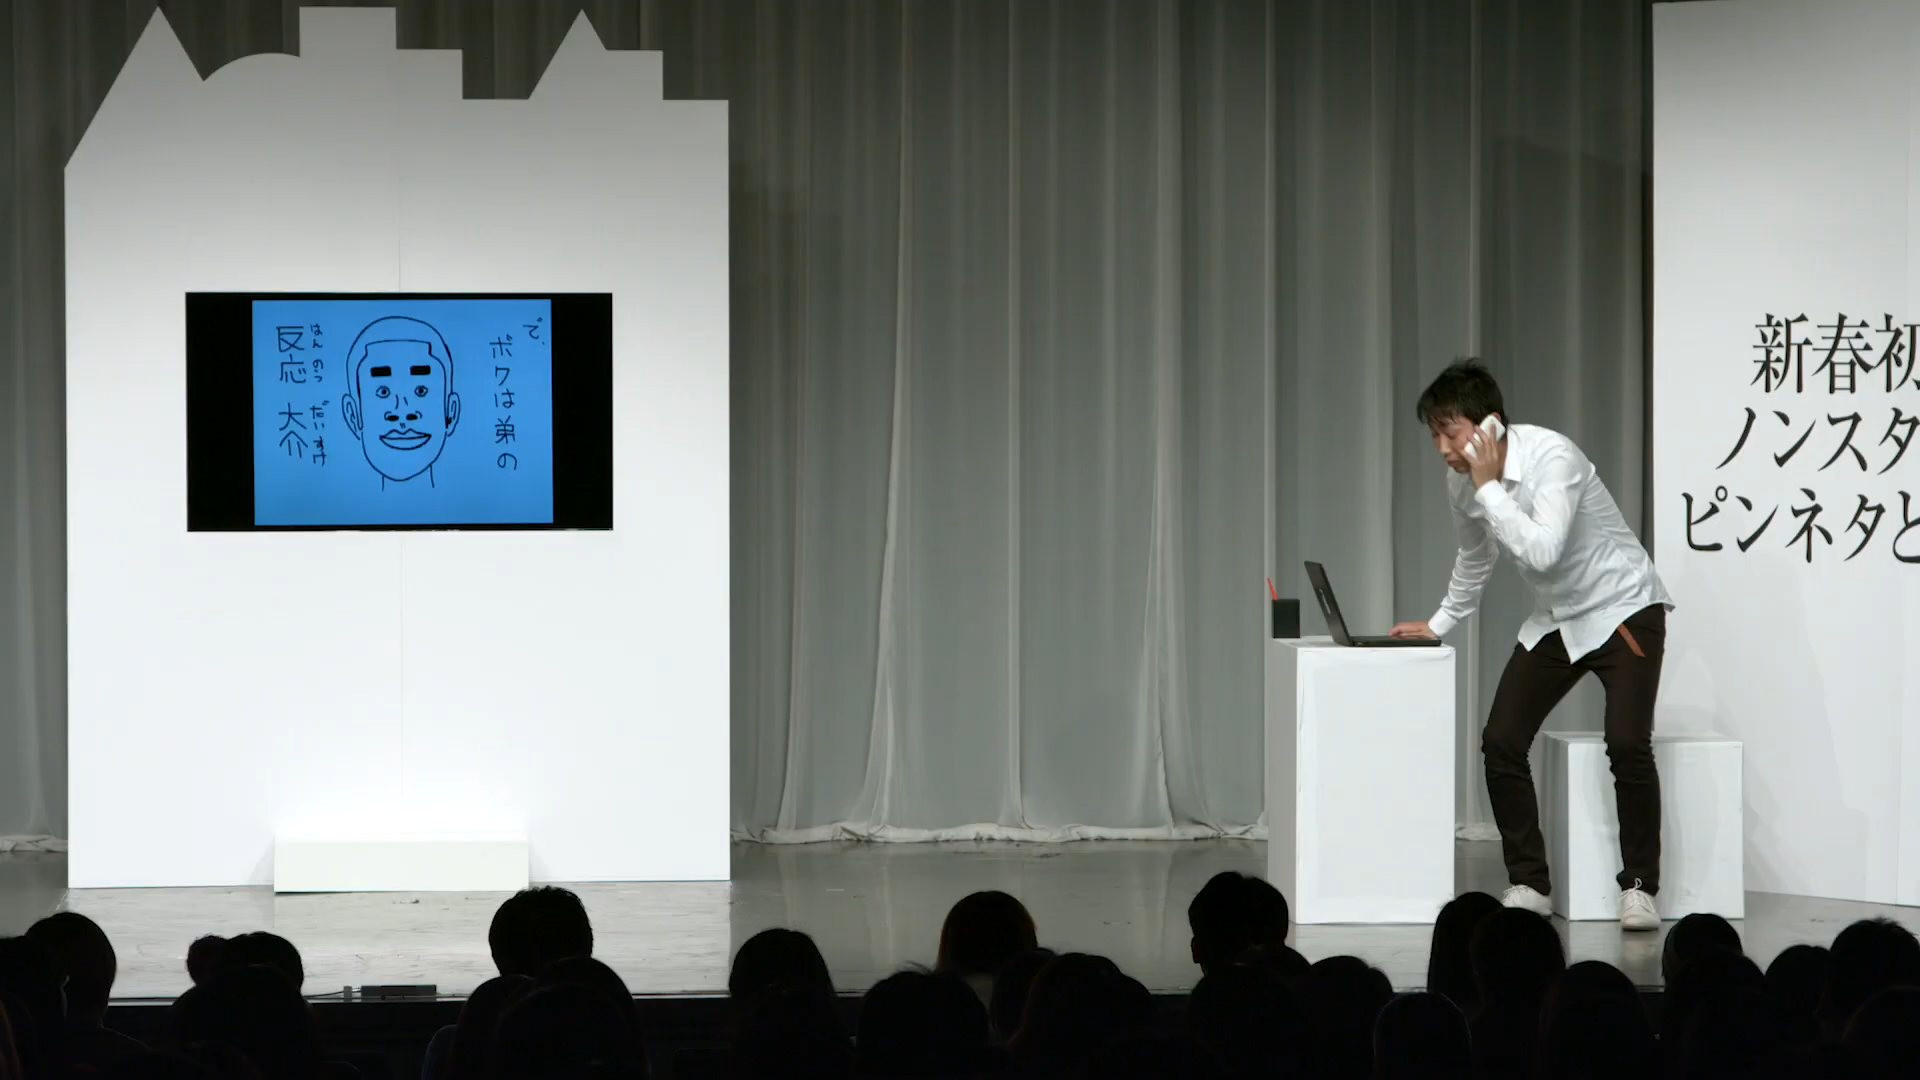 で、
ボクは弟の
反応 大介
はんのう だいすけ
新春初
ノンスタ
ピンネタと